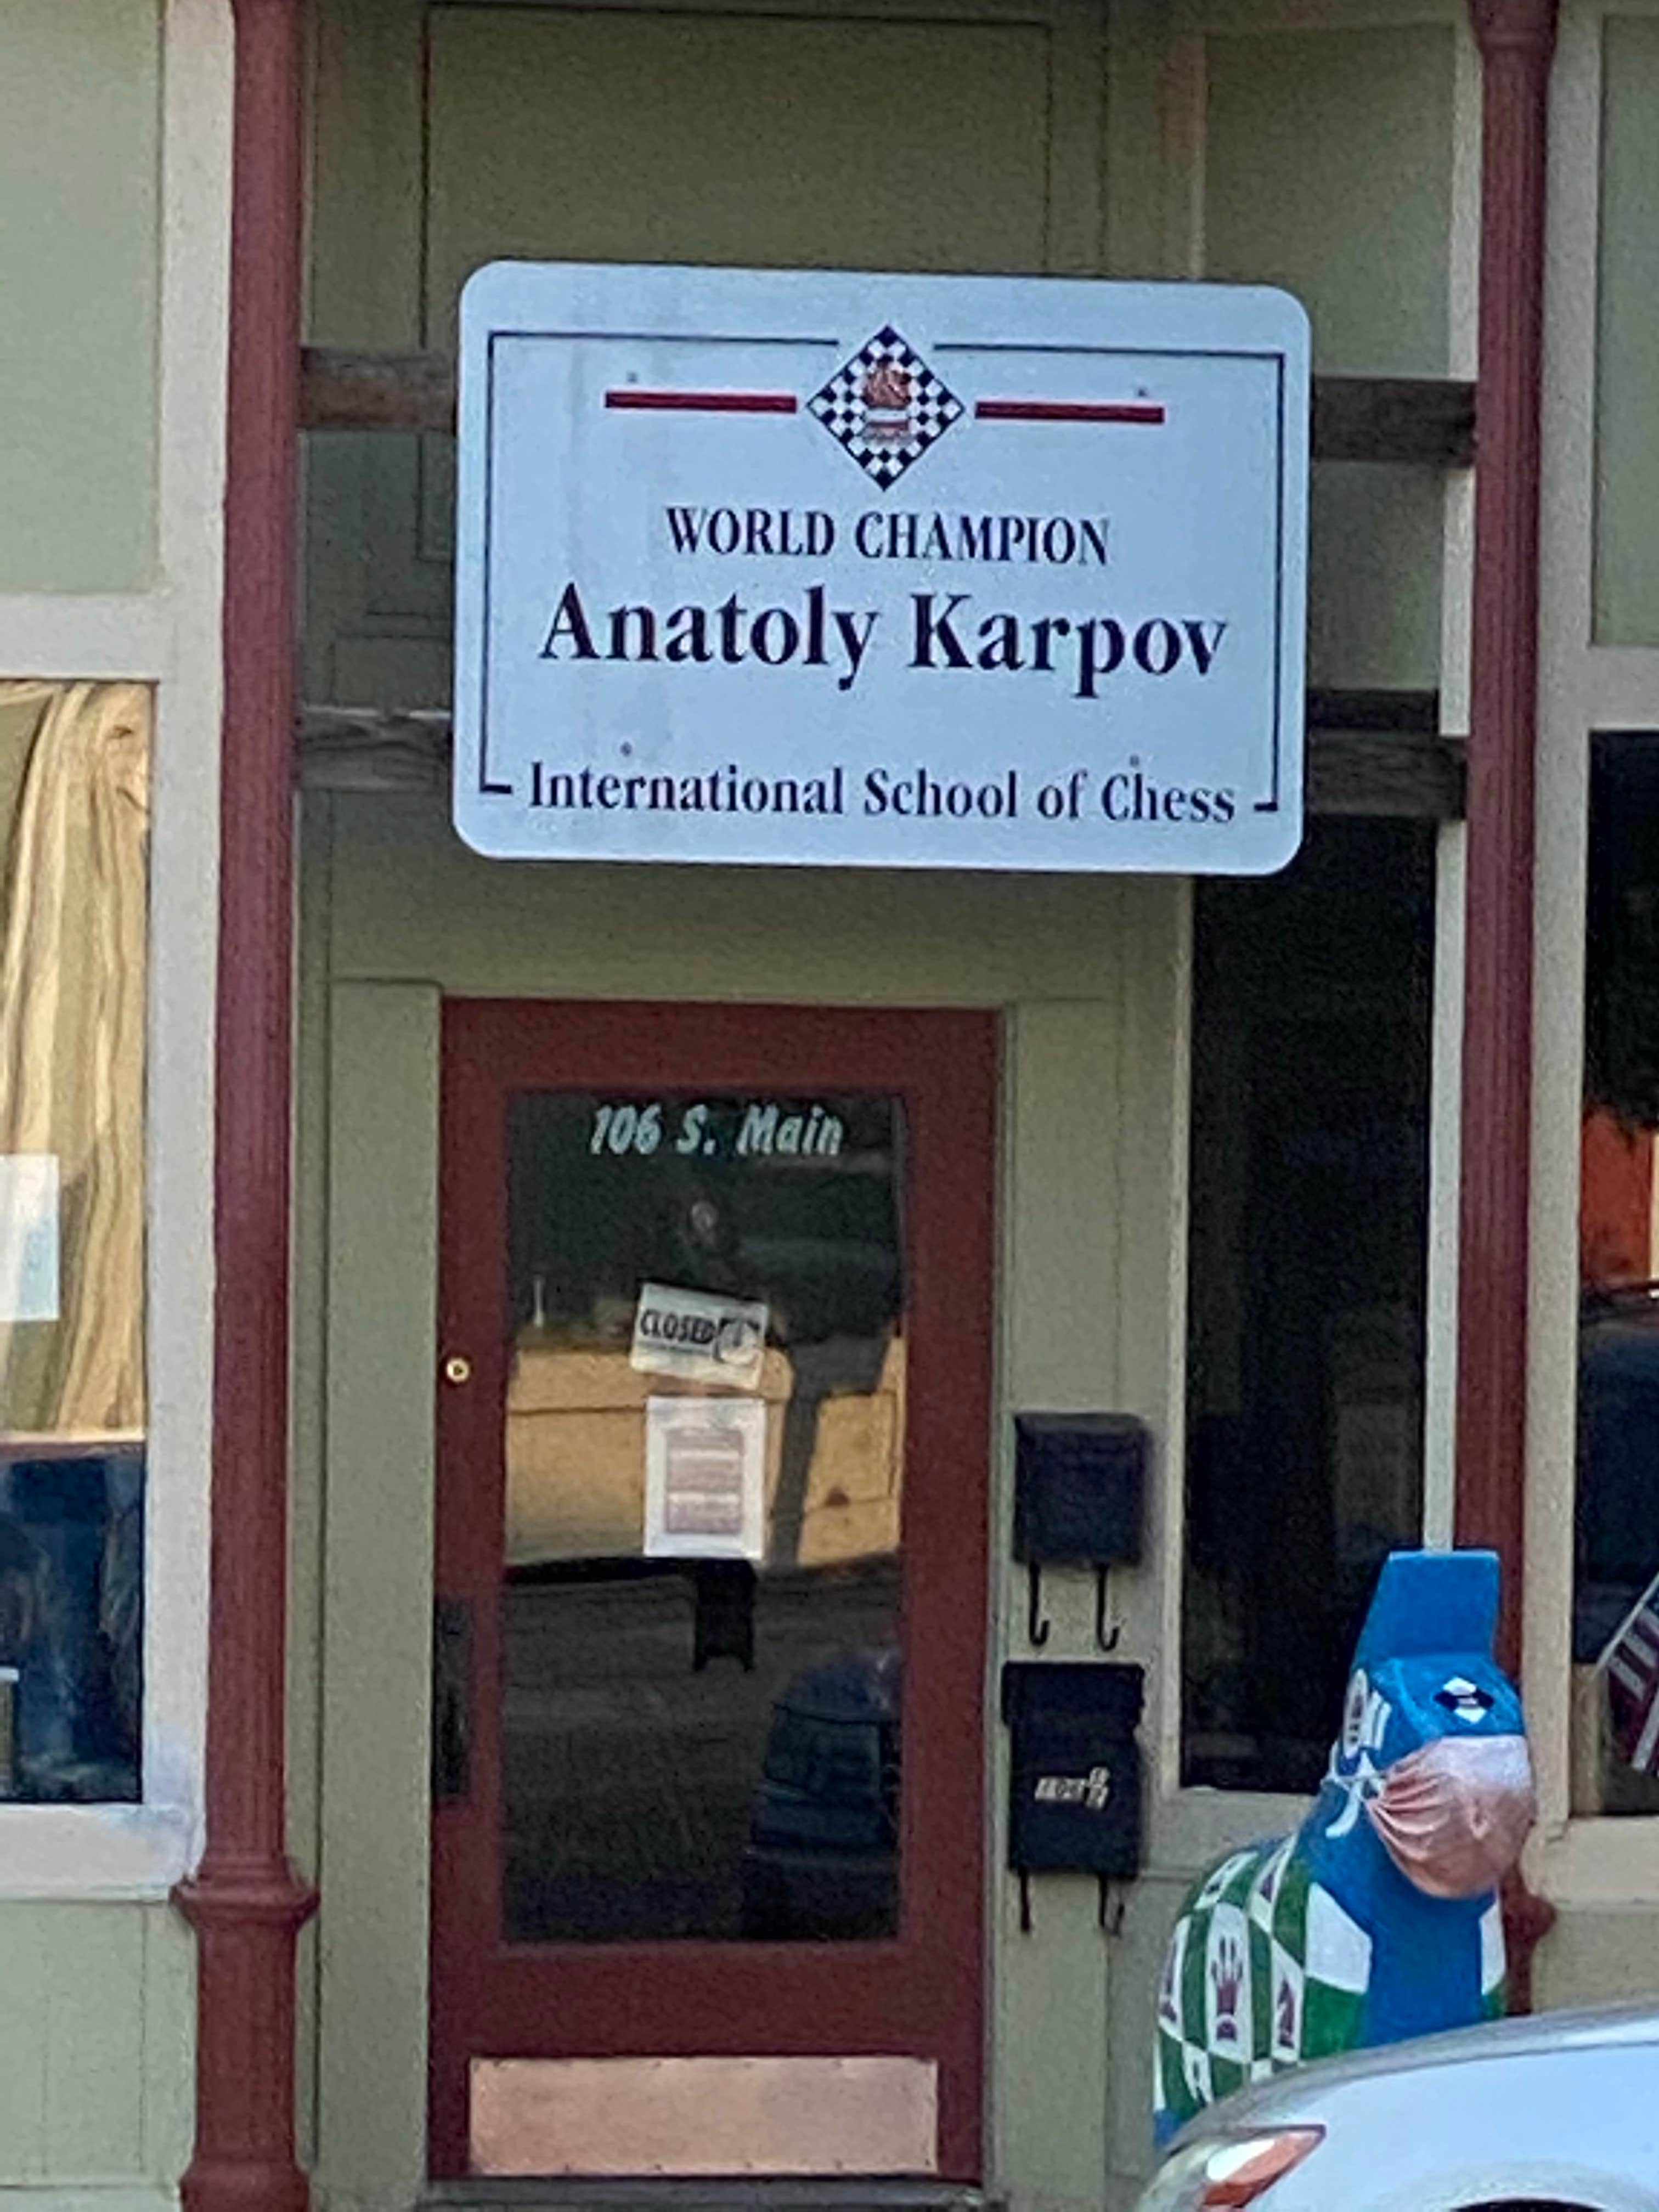 WORLD CHAMPION
Anatoly Karpov
International School of Chess
106 S. Main
CLOSED